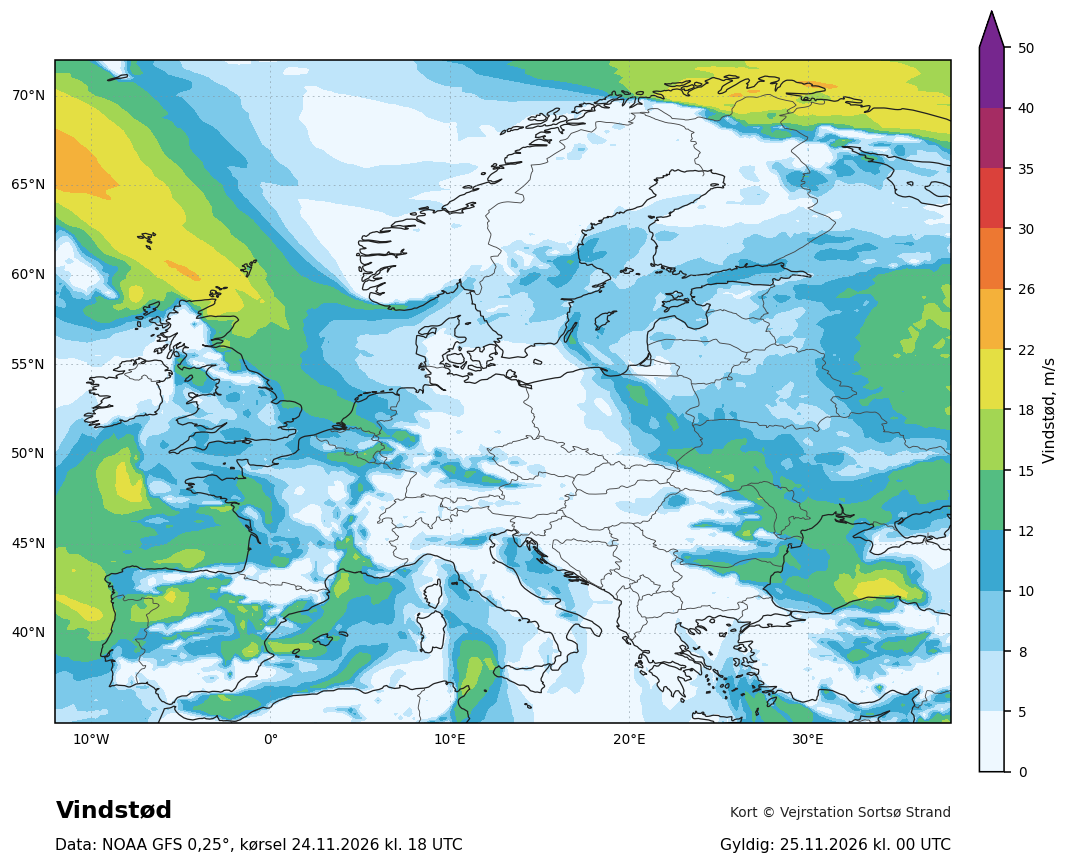 50
40
35
30
26
22
18
15
12
10
8
5
0
Vindstød, m/s
70°N
65°N
60°N
55°N
50°N
45°N
40°N
10°W
0°
10°E
20°E
30°E
Vindstød
Kort © Vejrstation Sortsø Strand
Data: NOAA GFS 0,25°, kørsel 24.11.2026 kl. 18 UTC
Gyldig: 25.11.2026 kl. 00 UTC